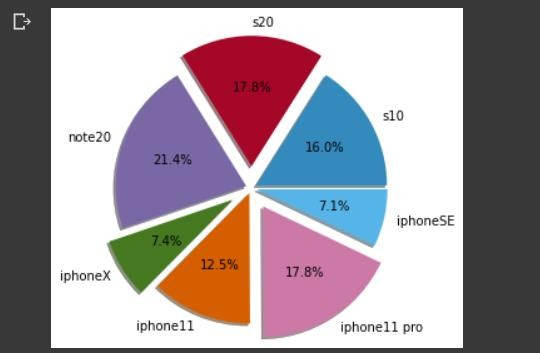 s20
17.8%
s10
16.0%
note20
21.4%
7.1%
iphoneSE
7.4%
iphoneX
12.5%
iphone11
17.8%
iphone11 pro